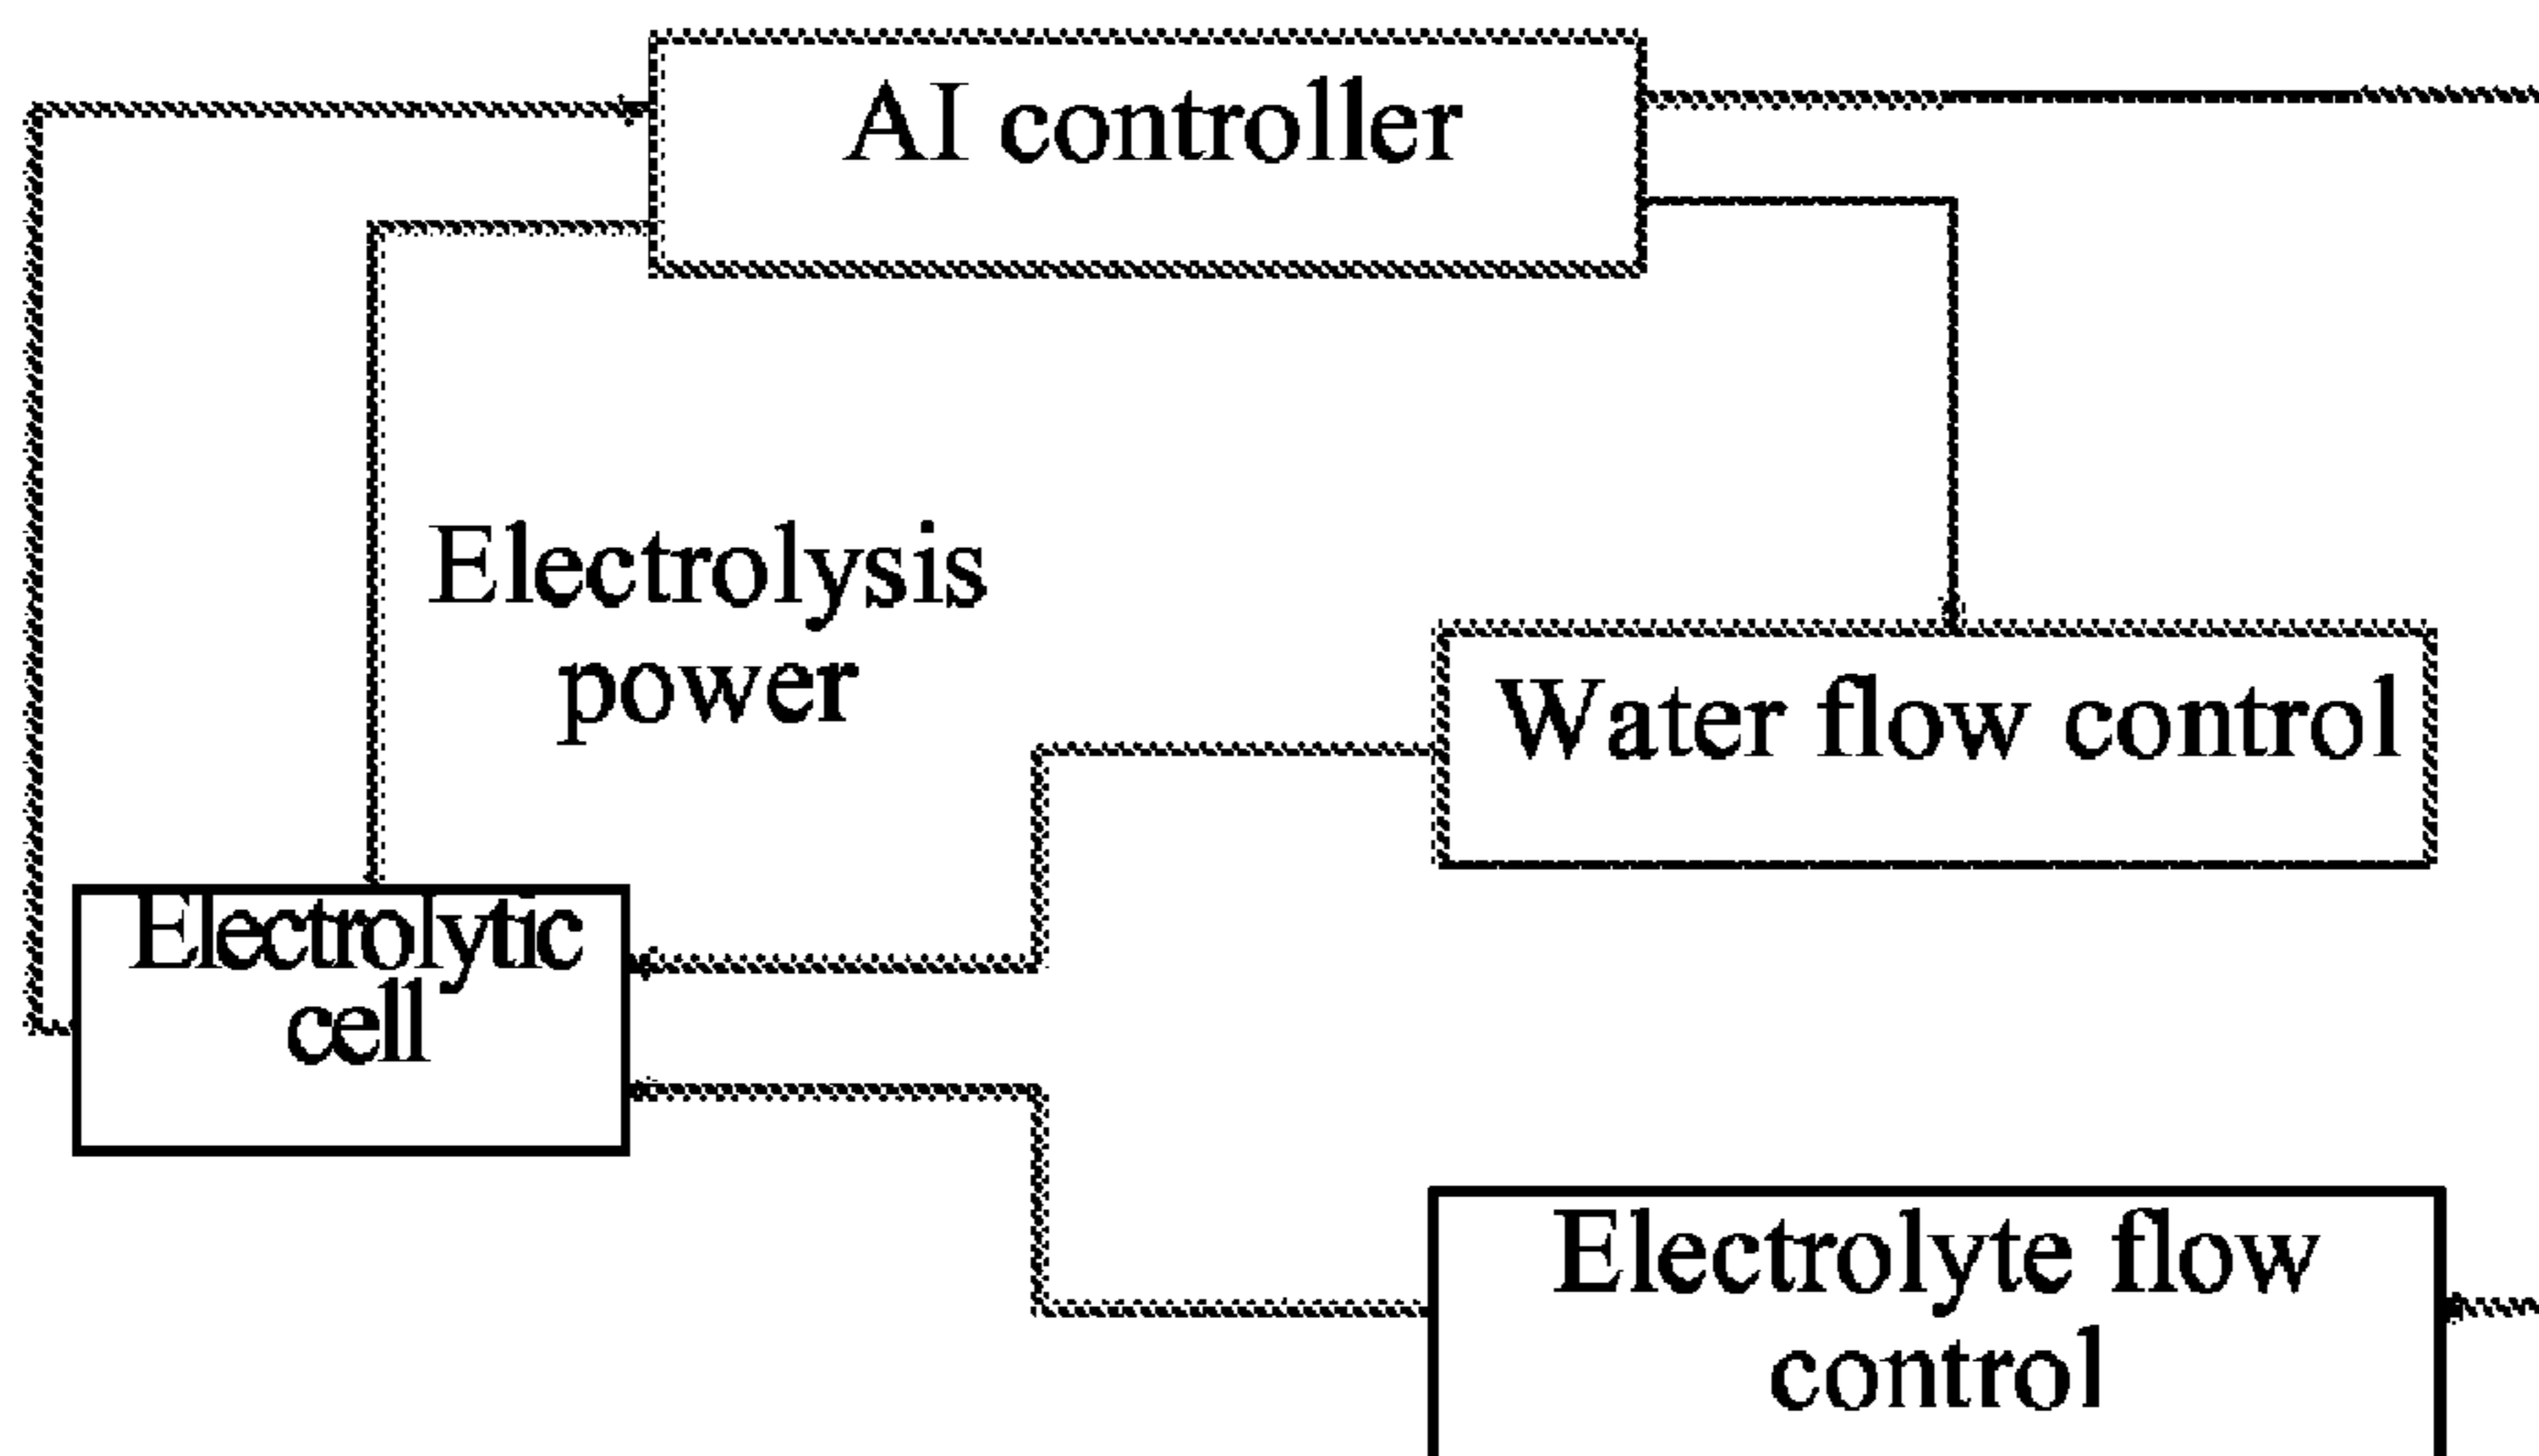 AI controller
Electrolysis
power
Water flow control
Electrolytic
cell
Electrolyte flow
control